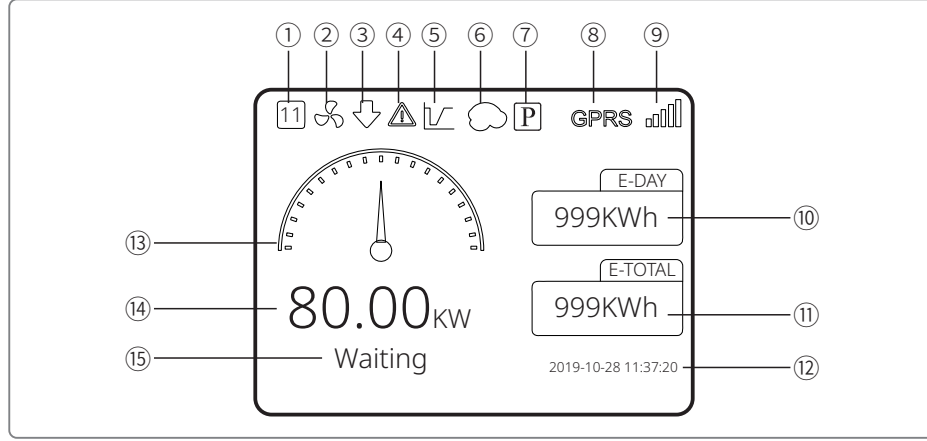 ① ② ③ ④ ⑤ ⑥ ⑦ ⑧ ⑨
11 P GPRS
E-DAY
999KWh ⑩
⑬
E-TOTAL
999KWh ⑪
⑭ 80.00KW
⑮ Waiting
2019-10-28 11:37:20 ⑫